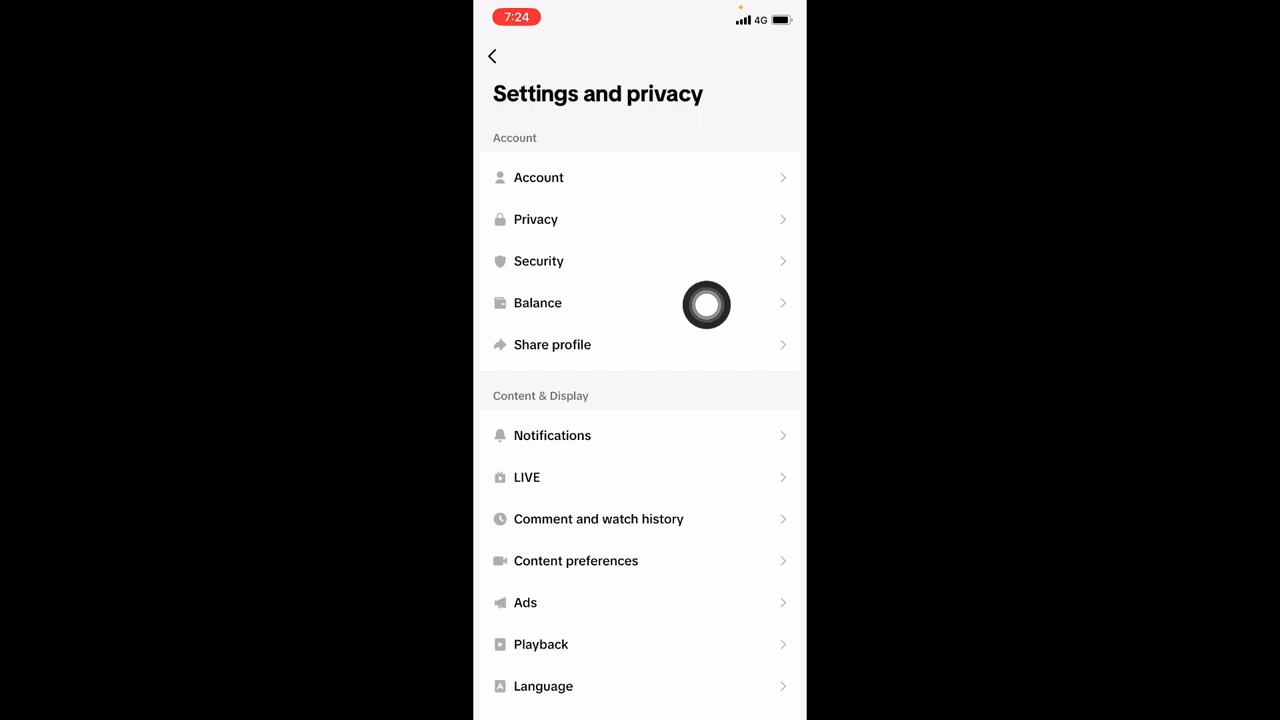 7:24
4G
Settings and privacy
Account
Account
Privacy
Security
Balance
Share profile
Content & Display
Notifications
LIVE
Comment and watch history
Content preferences
Ads
Playback
A Language